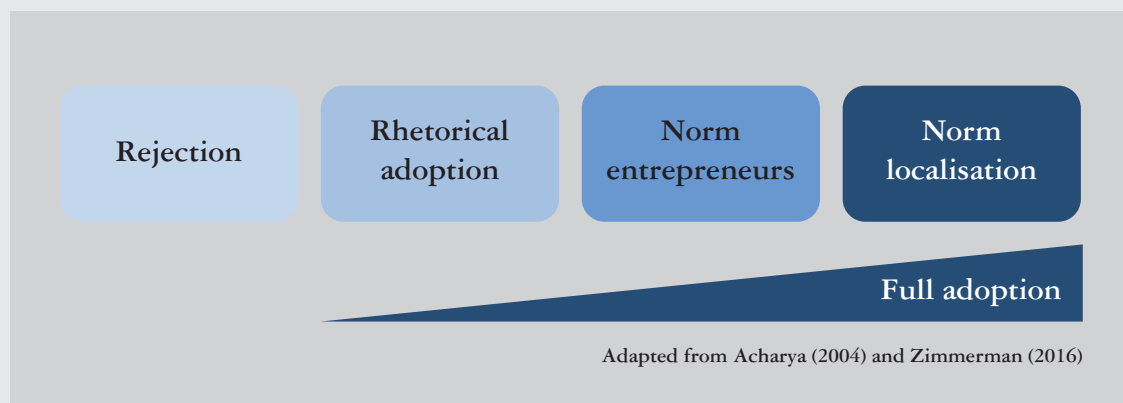 Rejection
Rhetorical
adoption
Norm
entrepreneurs
Norm
localisation
Full adoption
Adapted from Acharya (2004) and Zimmerman (2016)